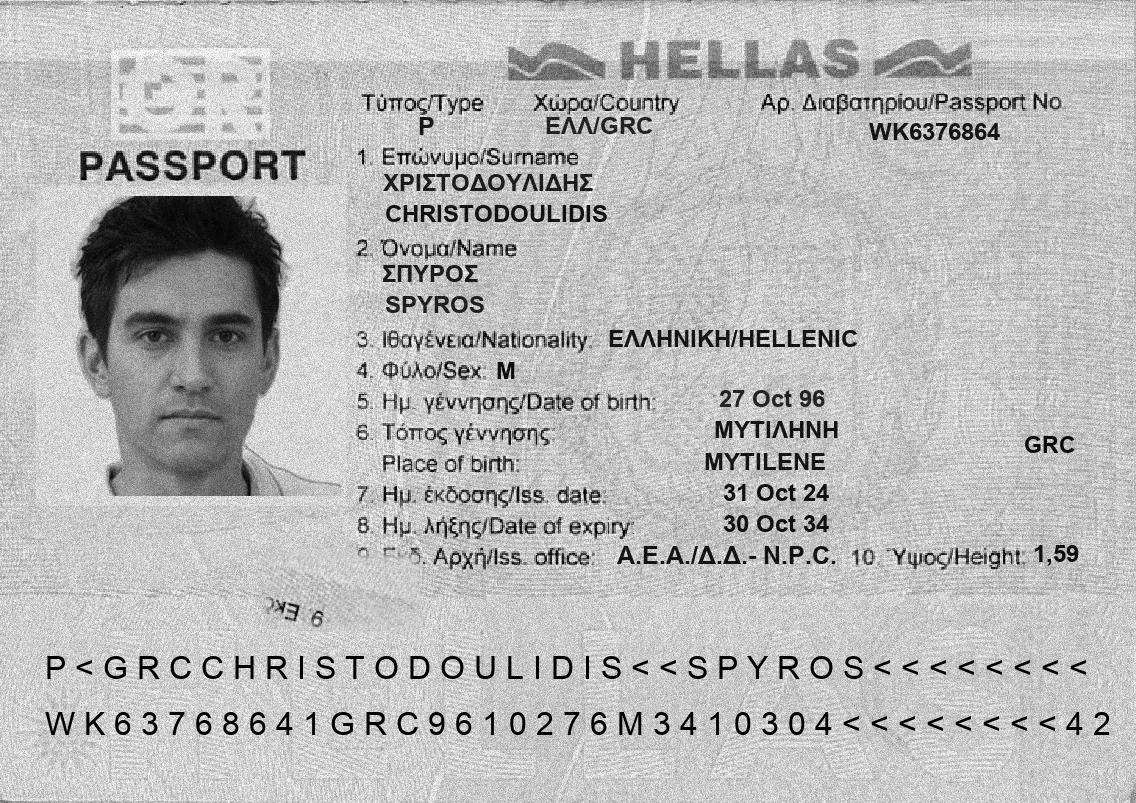 GR
HELLAS
PASSPORT
Τύπος/Type Χώρα/Country Αρ. Διαβατηρίου/Passport No
P ΕΛΛ/GRC WK6376864
1. Επώνυμο/Surname
ΧΡΙΣΤΟΔΟΥΛΙΔΗΣ
CHRISTODOULIDIS
2. Όνομα/Name
ΣΠΥΡΟΣ
SPYROS
3. Ιθαγένεια/Nationality: ΕΛΛΗΝΙΚΗ/HELLENIC
4. Φύλο/Sex: M
5. Ημ. γέννησης/Date of birth: 27 Oct 96
6. Τόπος γέννησης ΜΥΤΙΛΗΝΗ
Place of birth: MYTILENE GRC
7. Ημ. έκδοσης/Iss. date: 31 Oct 24
8. Ημ. λήξης/Date of expiry: 30 Oct 34
Αρχή/Iss. office: Α.Ε.Α./Δ.Δ.- N.P.C. 10. Ύψος/Height: 1,59
9. Εκδ
P<GRCCHRISTODOULIDIS<<SPYROS<<<<<<<<
WK63768641GRC9610276M3410304<<<<<<<<42